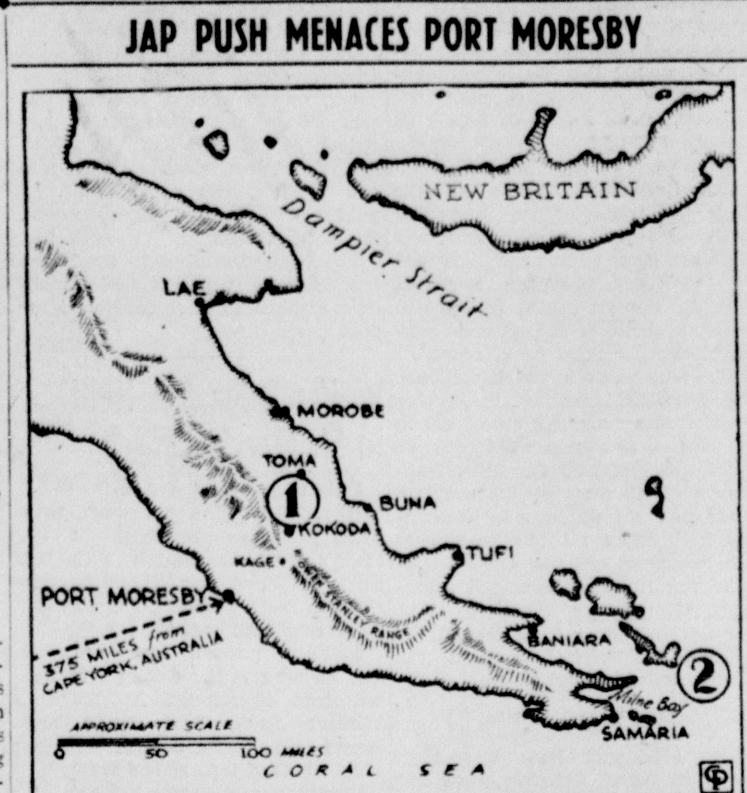 JAP PUSH MENACES PORT MORESBY
NEW BRITAIN
Dampier Strait
LAE
MOROBE
TOMA
1
BUNA
KOKODA
TUFI
KAGE
OWEN STANLEY RANGE
PORT MORESBY
375 MILES from
CAPE YORK, AUSTRALIA
BANIARA
2
Milne Bay
SAMARIA
APPROXIMATE SCALE
0 50 100 MILES
CORAL SEA
CP